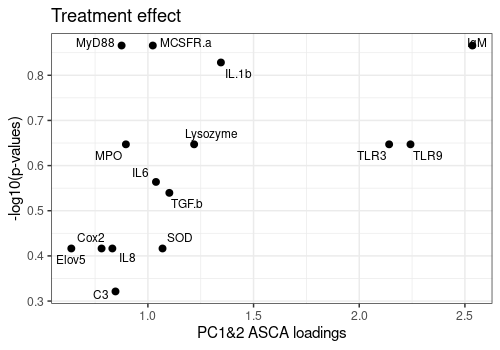 Treatment effect
MyD88
MCSFR.a
IgM
IL.1b
Lysozyme
MPO
TLR3
TLR9
IL6
TGF.b
Cox2
SOD
Elov5
IL8
C3
0.8
0.7
0.6
0.5
0.4
0.3
-log10(p-values)
1.0
1.5
2.0
2.5
PC1&2 ASCA loadings